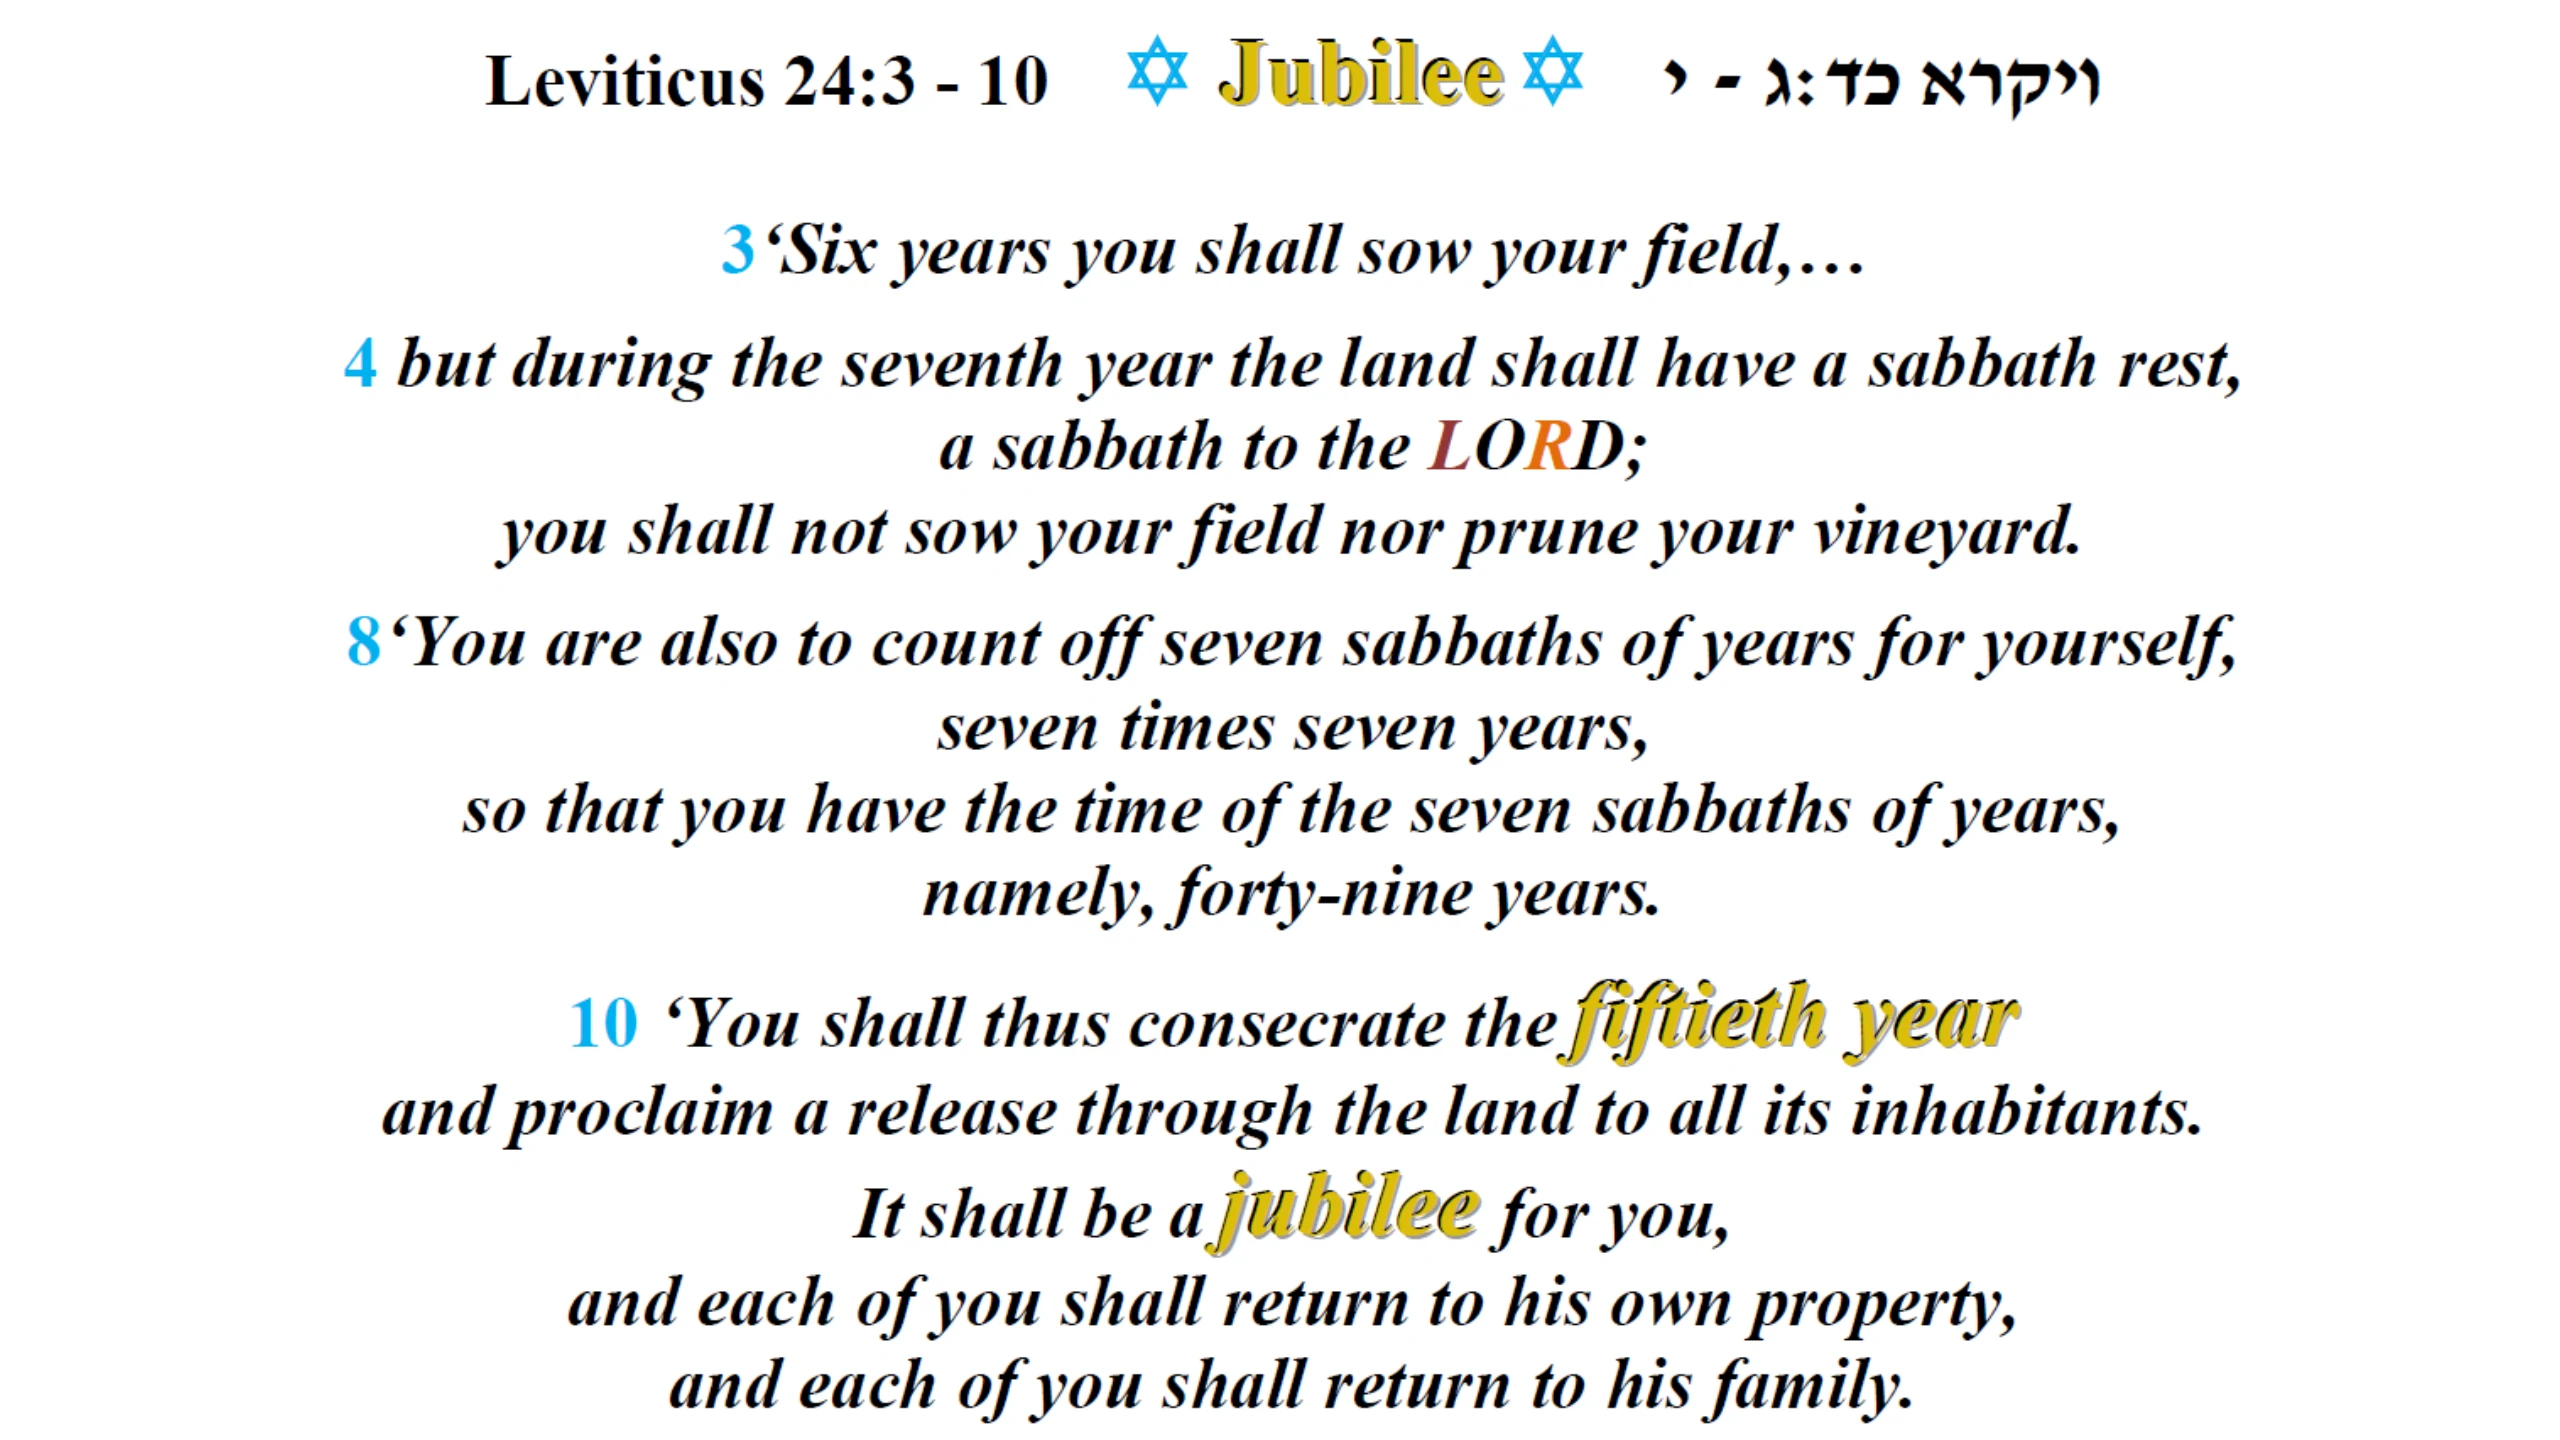 Leviticus 24:3 - 10 ✡ Jubilee ✡ ויקרא כד:ג - י
3 ‘Six years you shall sow your field,…
4 but during the seventh year the land shall have a sabbath rest,
a sabbath to the LORD;
you shall not sow your field nor prune your vineyard.
8 ‘You are also to count off seven sabbaths of years for yourself,
seven times seven years,
so that you have the time of the seven sabbaths of years,
namely, forty-nine years.
10 ‘You shall thus consecrate the fiftieth year
and proclaim a release through the land to all its inhabitants.
It shall be a jubilee for you,
and each of you shall return to his own property,
and each of you shall return to his family.